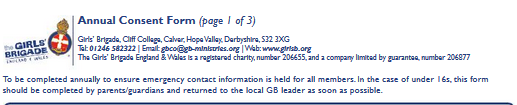 the GIRLS' BRIGADE
ENGLAND & WALES
Annual Consent Form (page 1 of 3)
Girls' Brigade, Cliff College, Calver, Hope Valley, Derbyshire, S32 3XG
Tel: 01246 582322 | Email: gbco@gb-ministries.org | Web: www.girlsb.org
The Girls' Brigade England & Wales is a registered charity, number 206655, and a company limited by guarantee, number 206877
To be completed annually to ensure emergency contact information is held for all members. In the case of under 16s, this form
should be completed by parents/guardians and returned to the local GB leader as soon as possible.